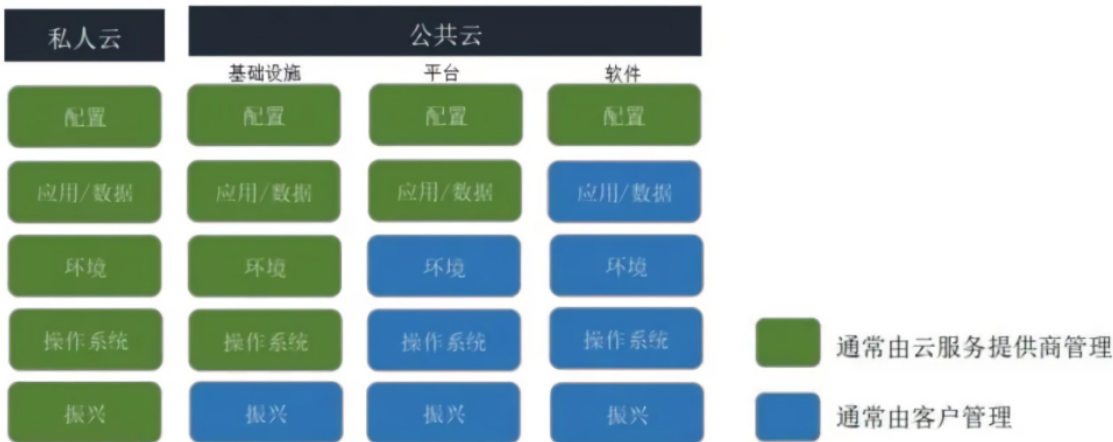 私人云 公共云
基础设施 平台 软件
配置 配置 配置 配置
应用/数据 应用/数据 应用/数据 应用/数据
环境 环境 环境 环境
操作系统 操作系统 操作系统 操作系统
振兴 振兴 振兴 振兴
通常由云服务提供商管理
通常由客户管理